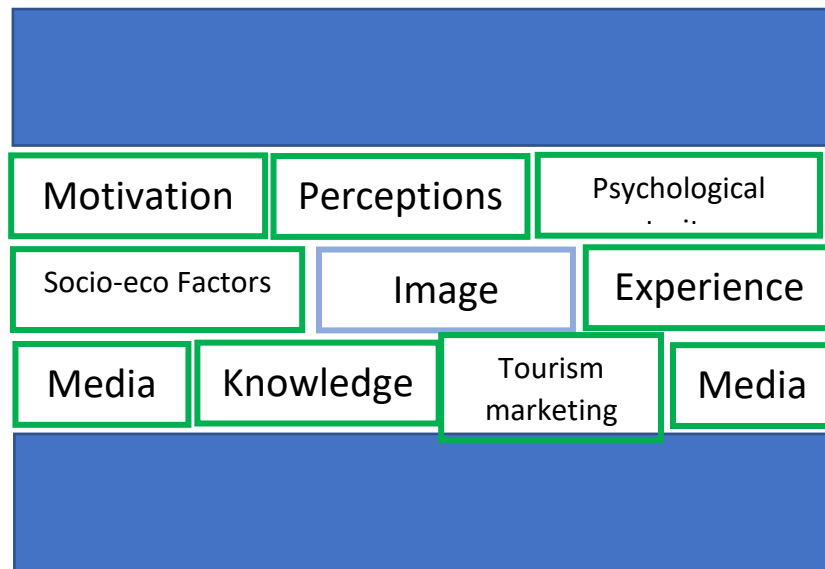 Motivation
Perceptions
Psychological
Socio-eco Factors
Image
Experience
Media
Knowledge
Tourism
marketing
Media